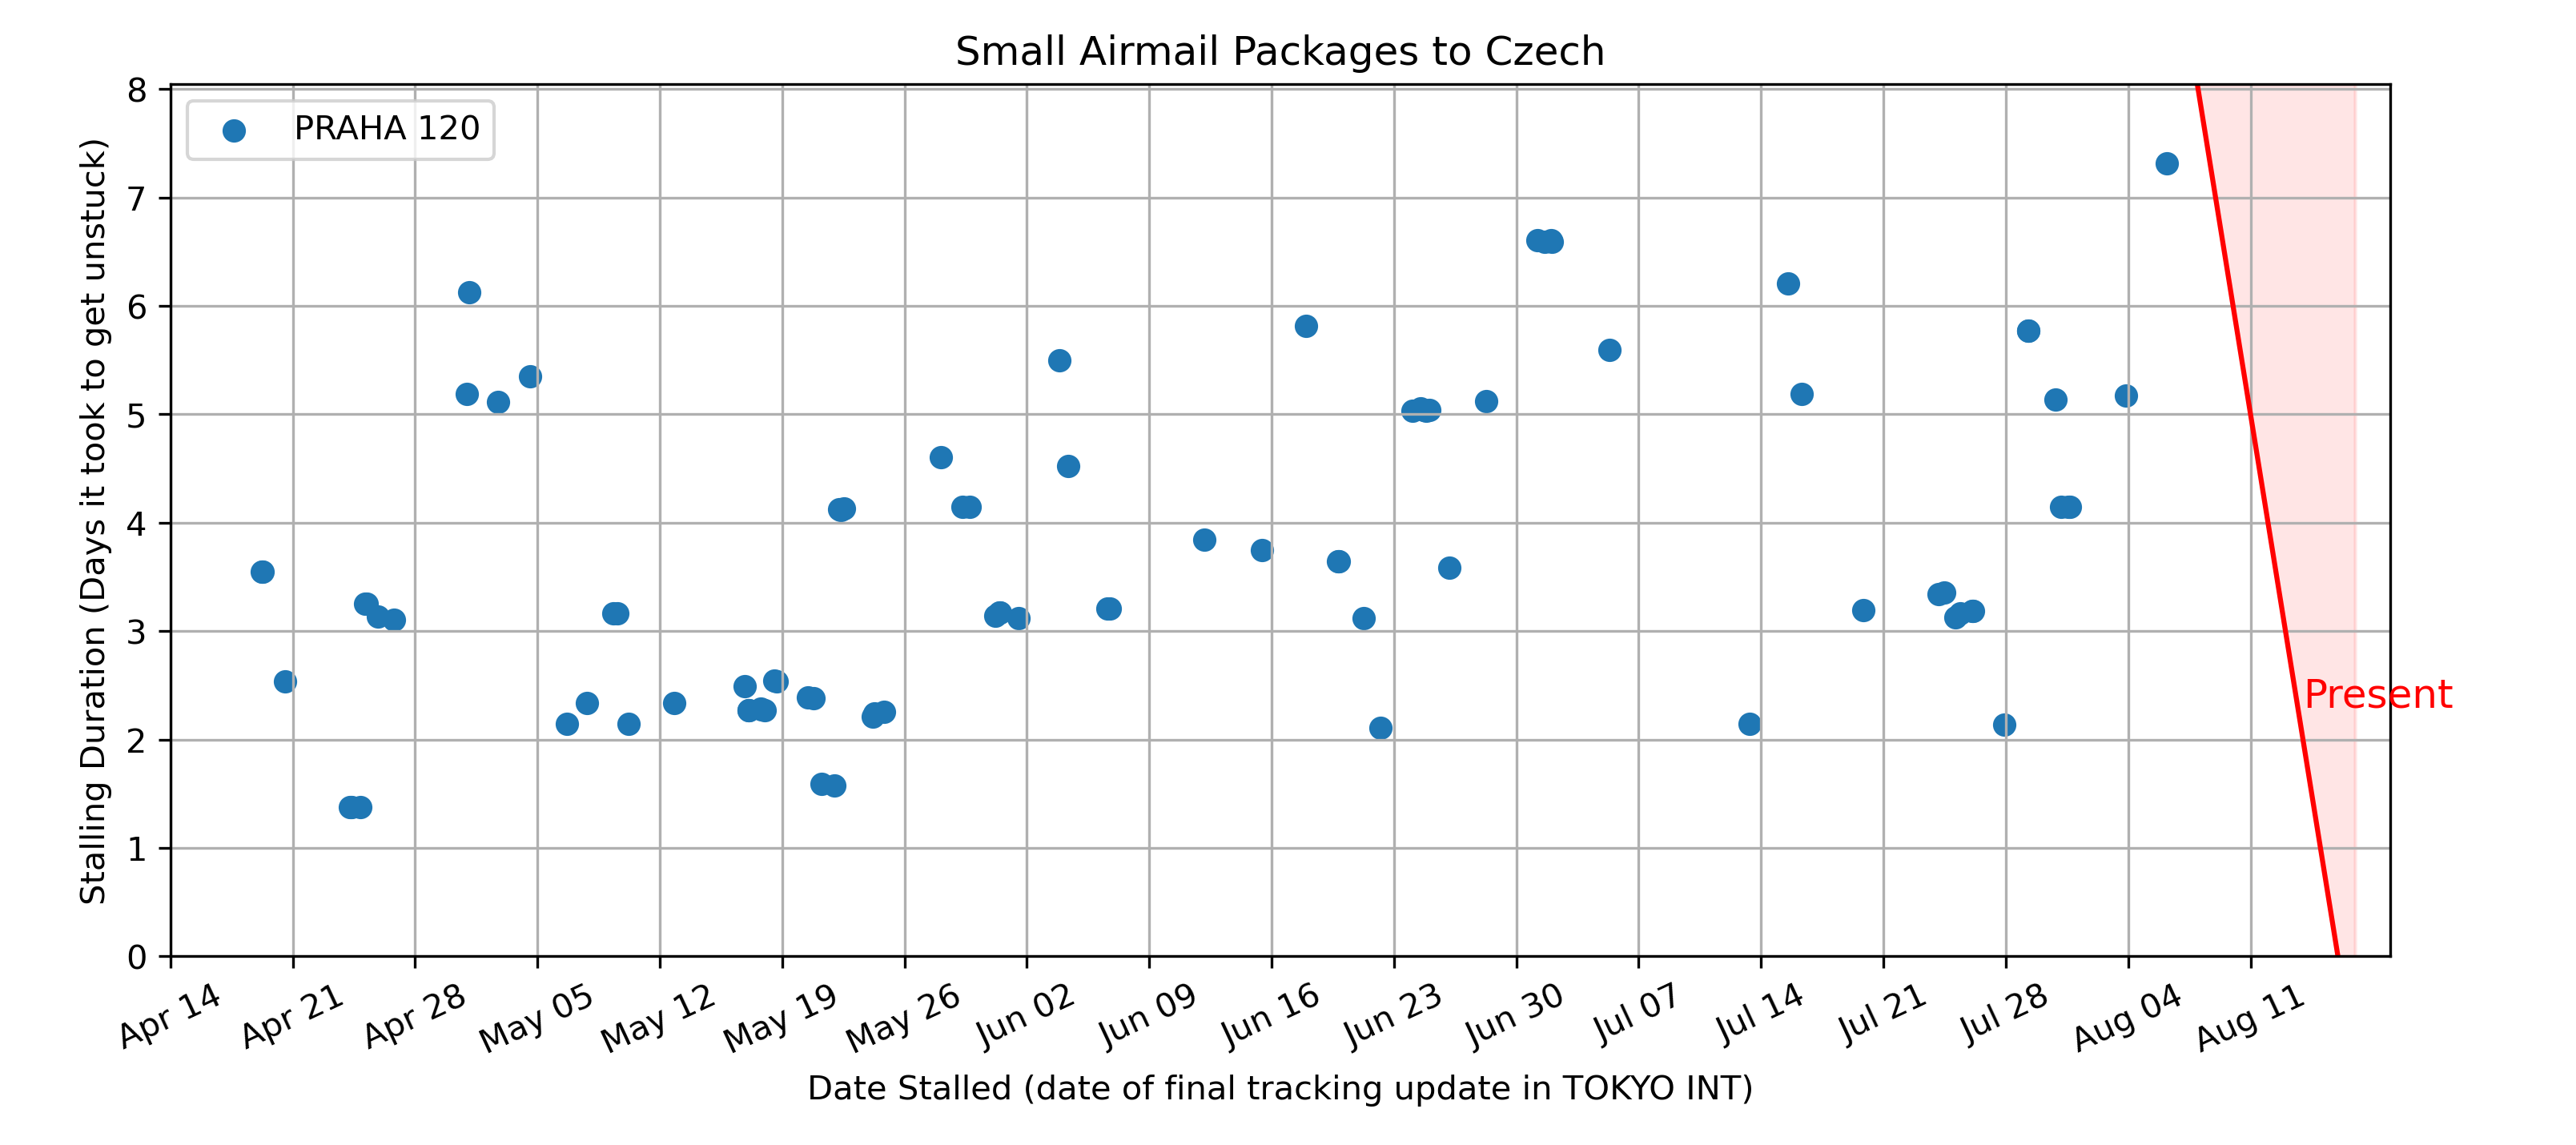 Small Airmail Packages to Czech
PRAHA 120
Stalling Duration (Days it took to get unstuck)
8
7
6
5
4
3
2
1
0
Present
Apr 14
Apr 21
Apr 28
May 05
May 12
May 19
May 26
Jun 02
Jun 09
Jun 16
Jun 23
Jun 30
Jul 07
Jul 14
Jul 21
Jul 28
Aug 04
Aug 11
Date Stalled (date of final tracking update in TOKYO INT)